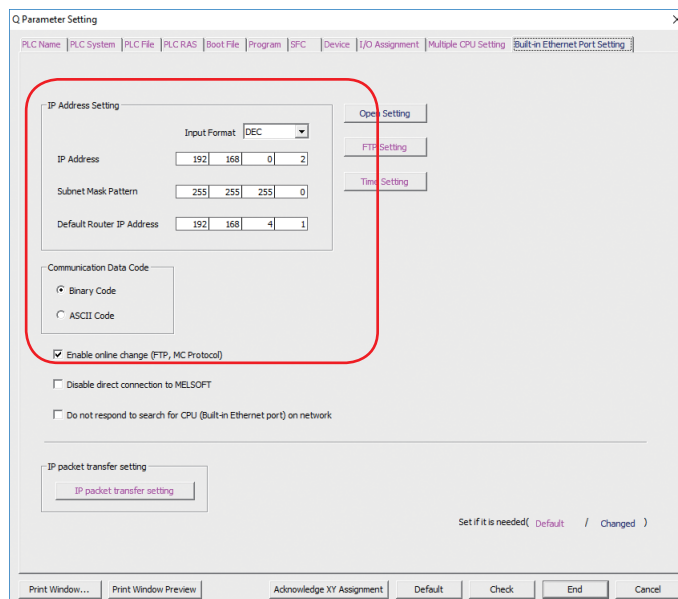 Q Parameter Setting
PLC Name PLC System PLC File PLC RAS Boot File Program SFC Device I/O Assignment Multiple CPU Setting Built-in Ethernet Port Setting
IP Address Setting
Input Format DEC
IP Address 192 168 0 2
Subnet Mask Pattern 255 255 255 0
Default Router IP Address 192 168 4 1
Open Setting
FTP Setting
Time Setting
Communication Data Code
Binary Code
ASCII Code
Enable online change (FTP, MC Protocol)
Disable direct connection to MELSOFT
Do not respond to search for CPU (Built-in Ethernet port) on network
IP packet transfer setting
IP packet transfer setting
Set if it is needed( Default / Changed )
Print Window... Print Window Preview Acknowledge XY Assignment Default Check End Cancel